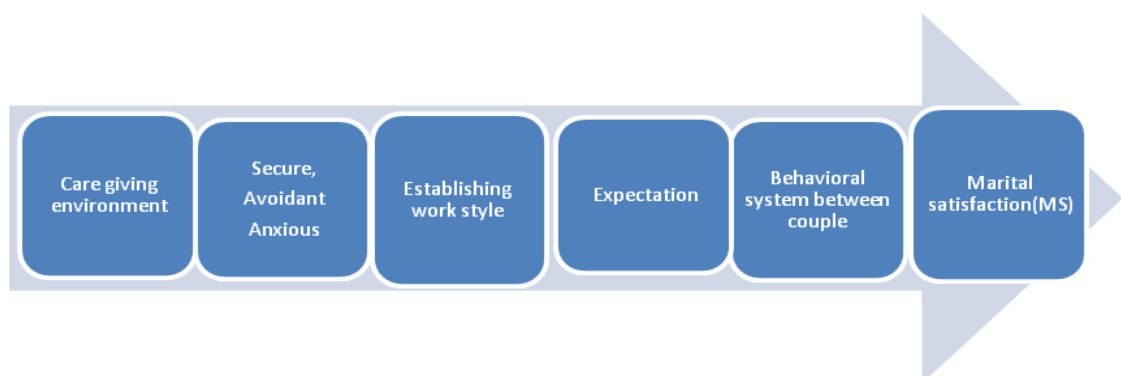 Care giving
environment
Secure,
Avoidant
Anxious
Establishing
work style
Expectation
Behavioral
system between
couple
Marital
satisfaction(MS)